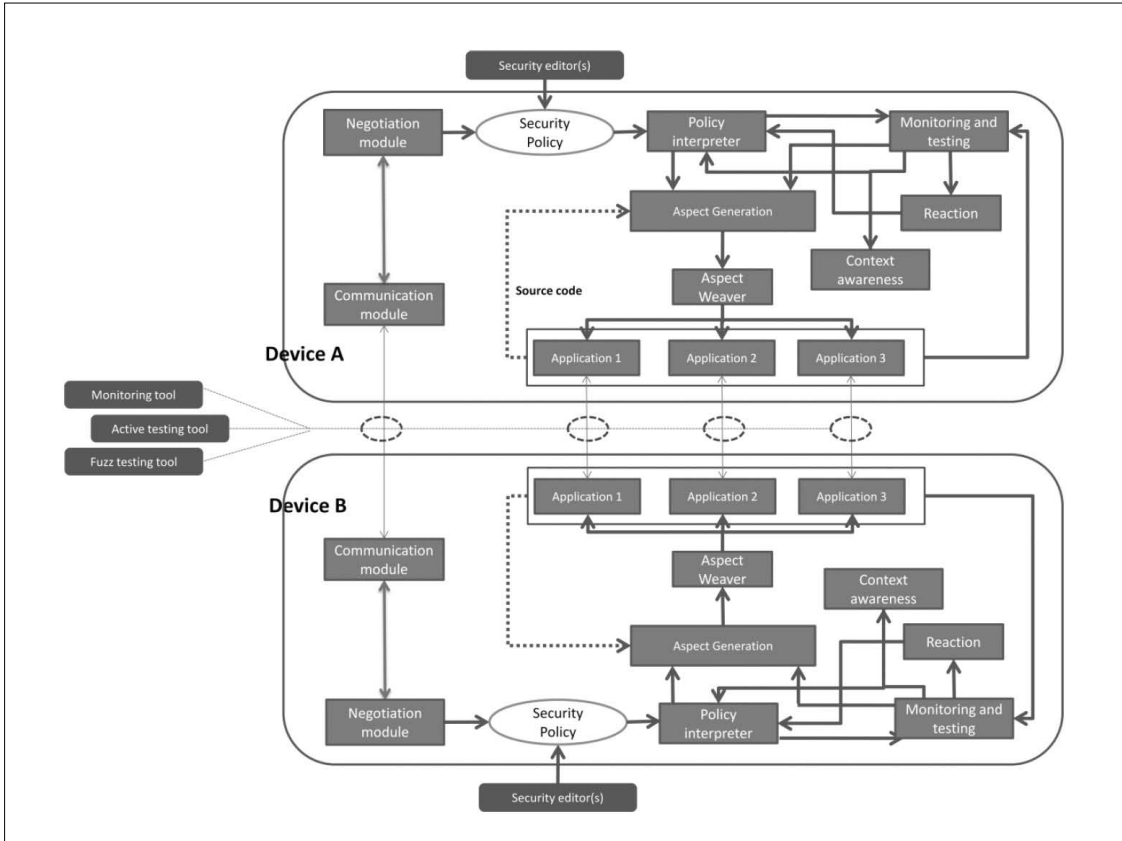 Security editor(s)
Negotiation
module
Security
Policy
Policy
interpreter
Monitoring and
testing
Aspect Generation
Reaction
Context
awareness
Aspect
Weaver
Source code
Communication
module
Device A
Application 1
Application 2
Application 3
Monitoring tool
Active testing tool
Fuzz testing tool
Device B
Application 1
Application 2
Application 3
Communication
module
Aspect
Weaver
Context
awareness
Aspect Generation
Reaction
Negotiation
module
Security
Policy
Policy
interpreter
Monitoring and
testing
Security editor(s)